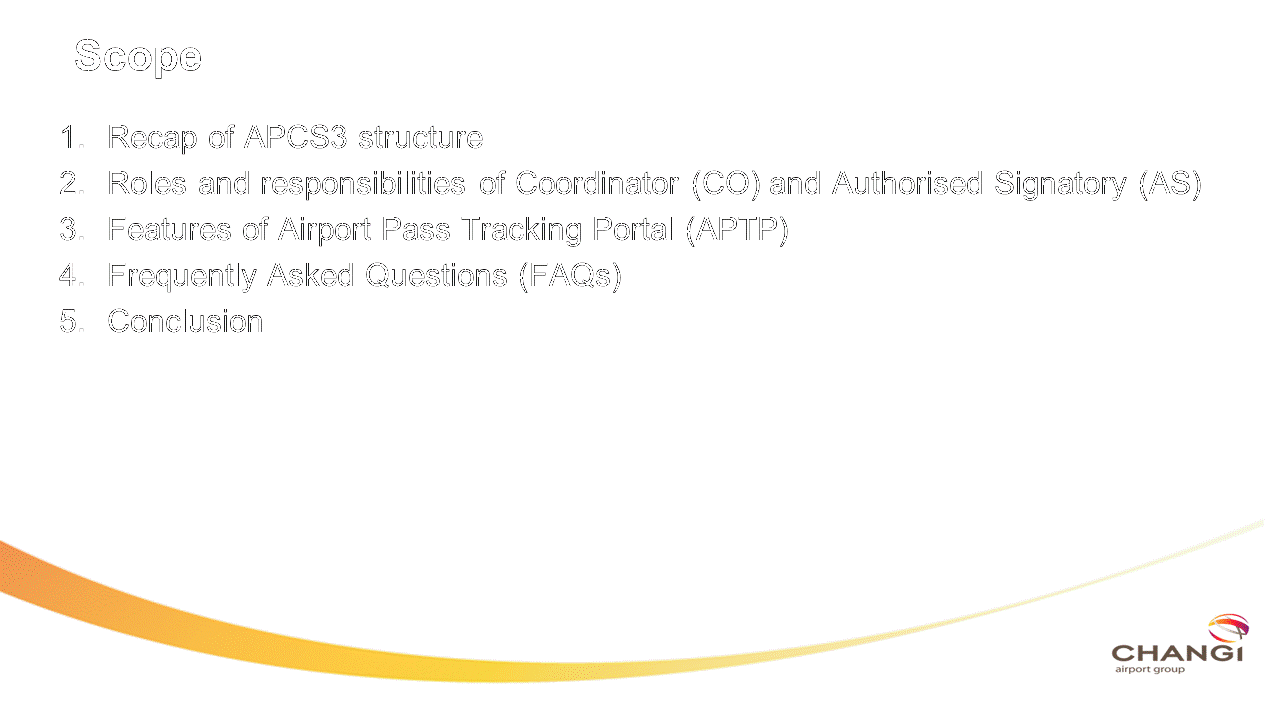 Scope
1. Recap of APCS3 structure
2. Roles and responsibilities of Coordinator (CO) and Authorised Signatory (AS)
3. Features of Airport Pass Tracking Portal (APTP)
4. Frequently Asked Questions (FAQs)
5. Conclusion
CHANGI
airport group